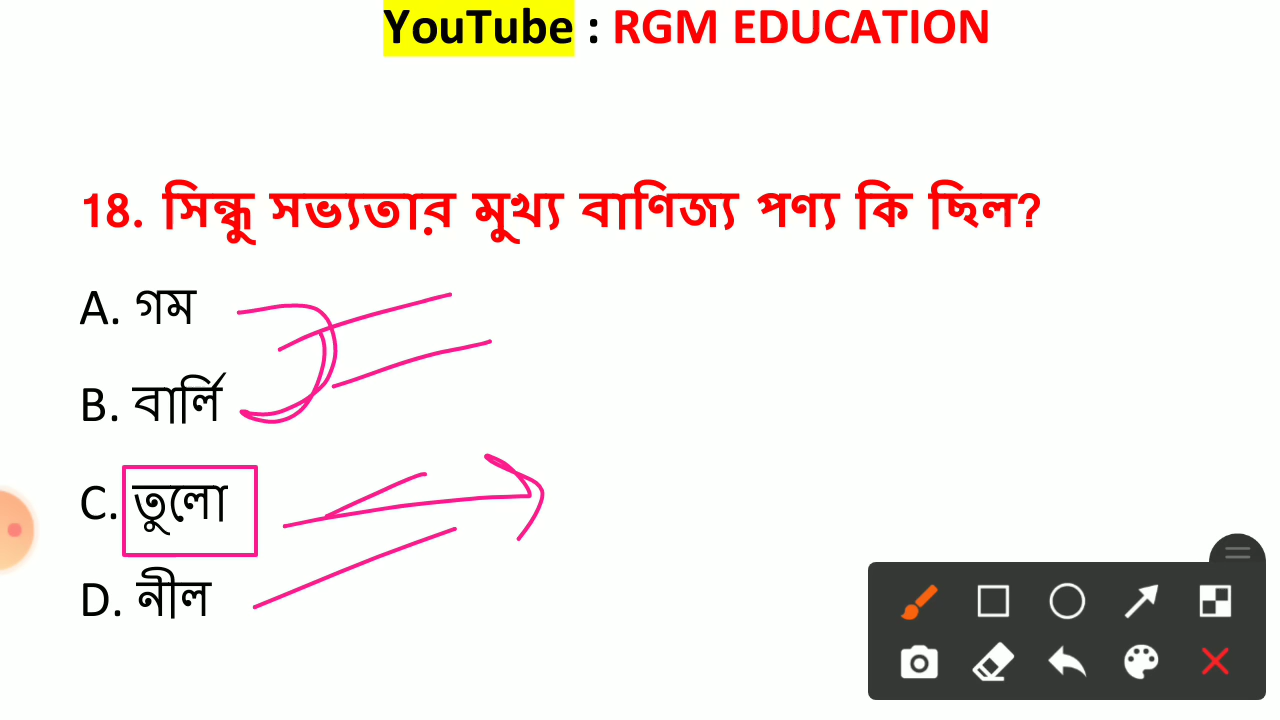 YouTube : RGM EDUCATION
18. সিন্ধু সভ্যতার মুখ্য বাণিজ্য পণ্য কি ছিল?
A. গম
B. বার্লি
C. তুলো
D. নীল